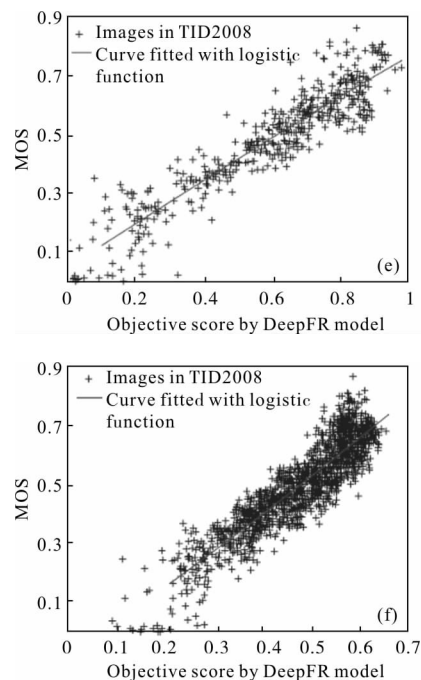 0.9
+ Images in TID2008
— Curve fitted with logistic
function
0.7
MOS
0.5
0.3
0.1
(e)
0 0.2 0.4 0.6 0.8 1
Objective score by DeepFR model
0.9
+ Images in TID2008
— Curve fitted with logistic
function
0.7
MOS
0.5
0.3
0.1
(f)
0 0.1 0.2 0.3 0.4 0.5 0.6 0.7
Objective score by DeepFR model